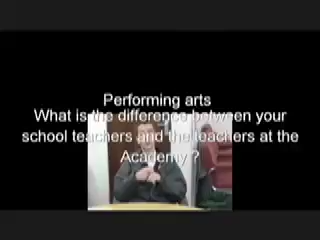 Performing arts
What is the difference between your
school teachers and the teachers at the
Academy ?